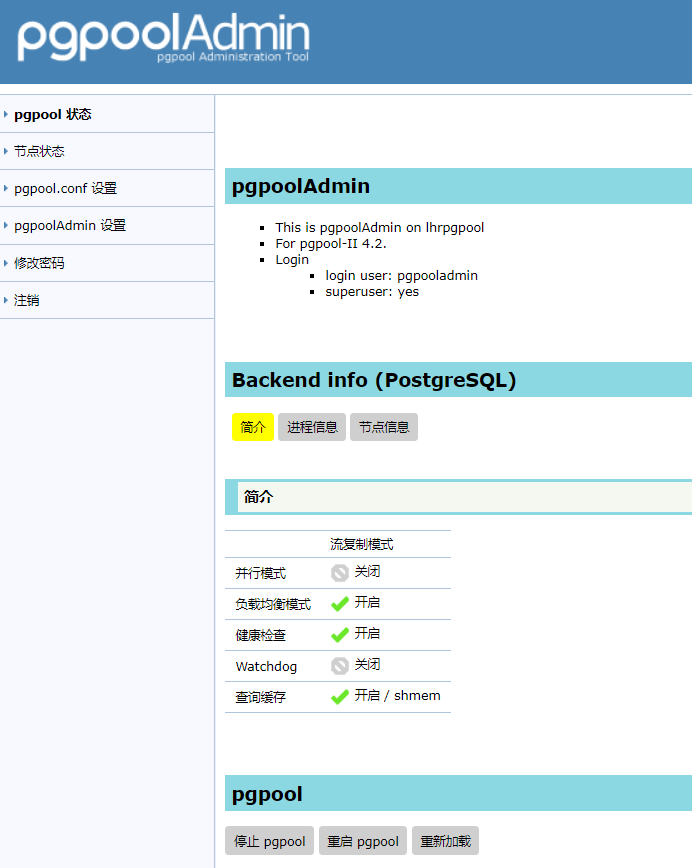 pgpoolAdmin
pgpool Administration Tool
pgpool 状态
节点状态
pgpool.conf 设置
pgpoolAdmin 设置
修改密码
注销
pgpoolAdmin
This is pgpoolAdmin on lhrpgpool
For pgpool-II 4.2.
Login
login user: pgpooladmin
superuser: yes
Backend info (PostgreSQL)
简介 进程信息 节点信息
简介
流复制模式
并行模式 关闭
负载均衡模式 开启
健康检查 开启
Watchdog 关闭
查询缓存 开启 / shmem
pgpool
停止 pgpool 重启 pgpool 重新加载